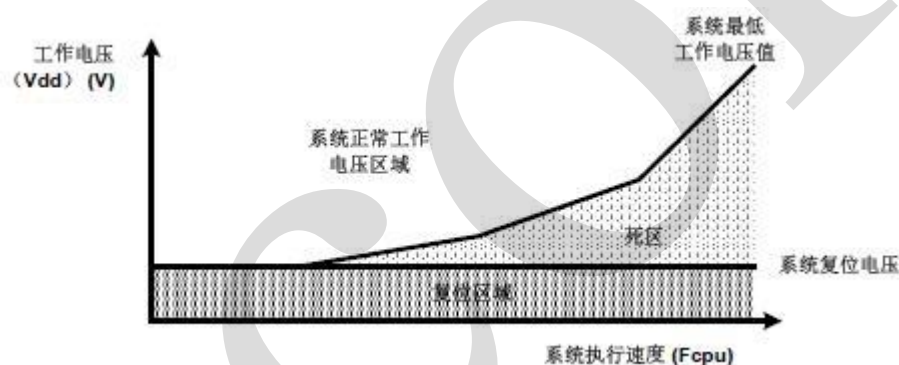 系统最低
工作电压值
工作电压
（Vdd） (V)
系统正常工作
电压区域
死区
系统复位电压
复位区域
系统执行速度 (Fcpu)